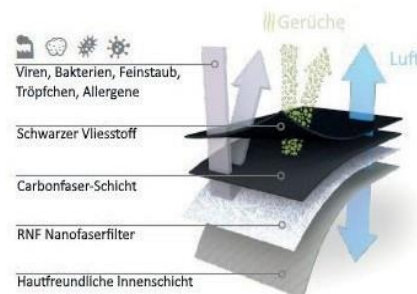 Gerüche
Luft
Viren, Bakterien, Feinstaub,
Tröpfchen, Allergene
Schwarzer Vliesstoff
Carbonfaser-Schicht
RNF Nanofaserfilter
Hautfreundliche Innenschicht